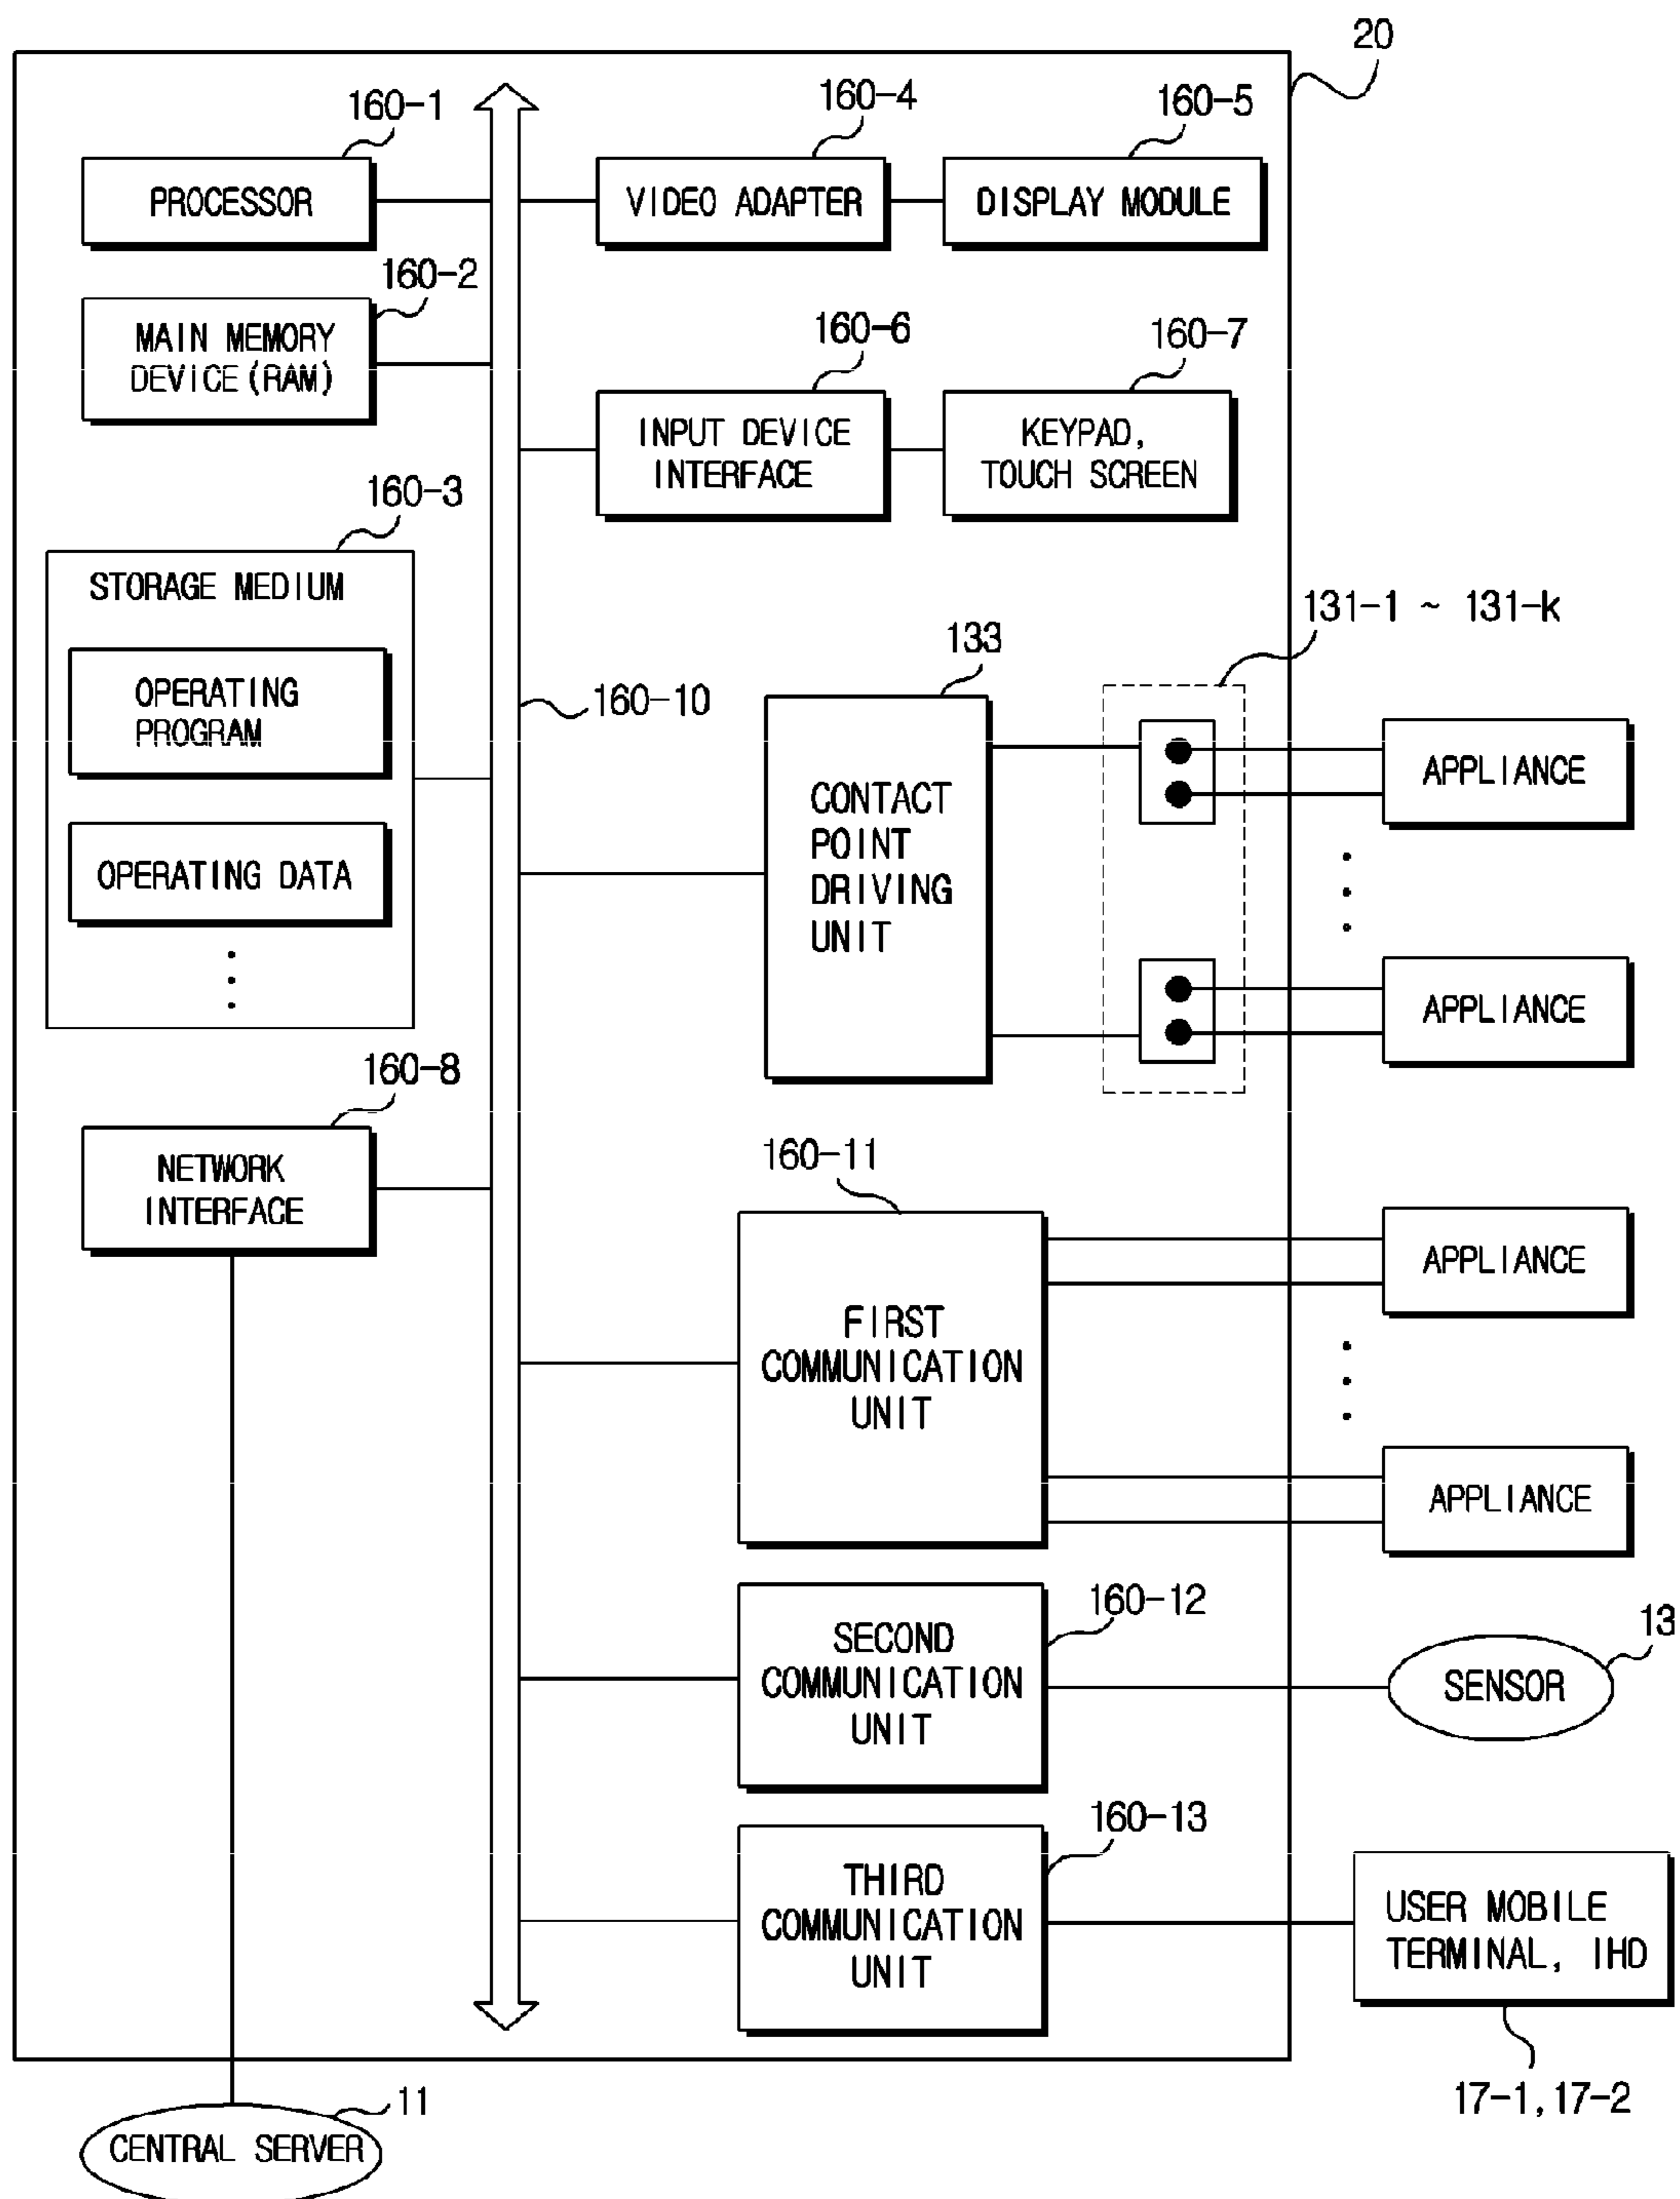 20
160-1
160-4
160-5
PROCESSOR
VIDEO ADAPTER
DISPLAY MODULE
160-2
MAIN MEMORY
DEVICE(RAM)
160-6
160-7
INPUT DEVICE
INTERFACE
KEYPAD,
TOUCH SCREEN
160-3
STORAGE MEDIUM
OPERATING
PROGRAM
OPERATING DATA
160-10
133
131-1 ~ 131-k
CONTACT
POINT
DRIVING
UNIT
APPLIANCE
APPLIANCE
160-8
NETWORK
INTERFACE
160-11
FIRST
COMMUNICATION
UNIT
APPLIANCE
APPLIANCE
160-12
SECOND
COMMUNICATION
UNIT
13
SENSOR
160-13
THIRD
COMMUNICATION
UNIT
USER MOBILE
TERMINAL, IHD
17-1, 17-2
11
CENTRAL SERVER